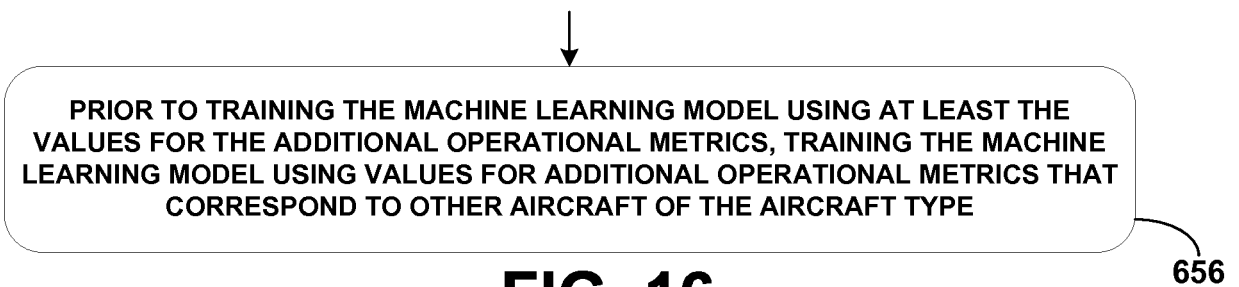 PRIOR TO TRAINING THE MACHINE LEARNING MODEL USING AT LEAST THE
VALUES FOR THE ADDITIONAL OPERATIONAL METRICS, TRAINING THE MACHINE
LEARNING MODEL USING VALUES FOR ADDITIONAL OPERATIONAL METRICS THAT
CORRESPOND TO OTHER AIRCRAFT OF THE AIRCRAFT TYPE
656
FIG. 16